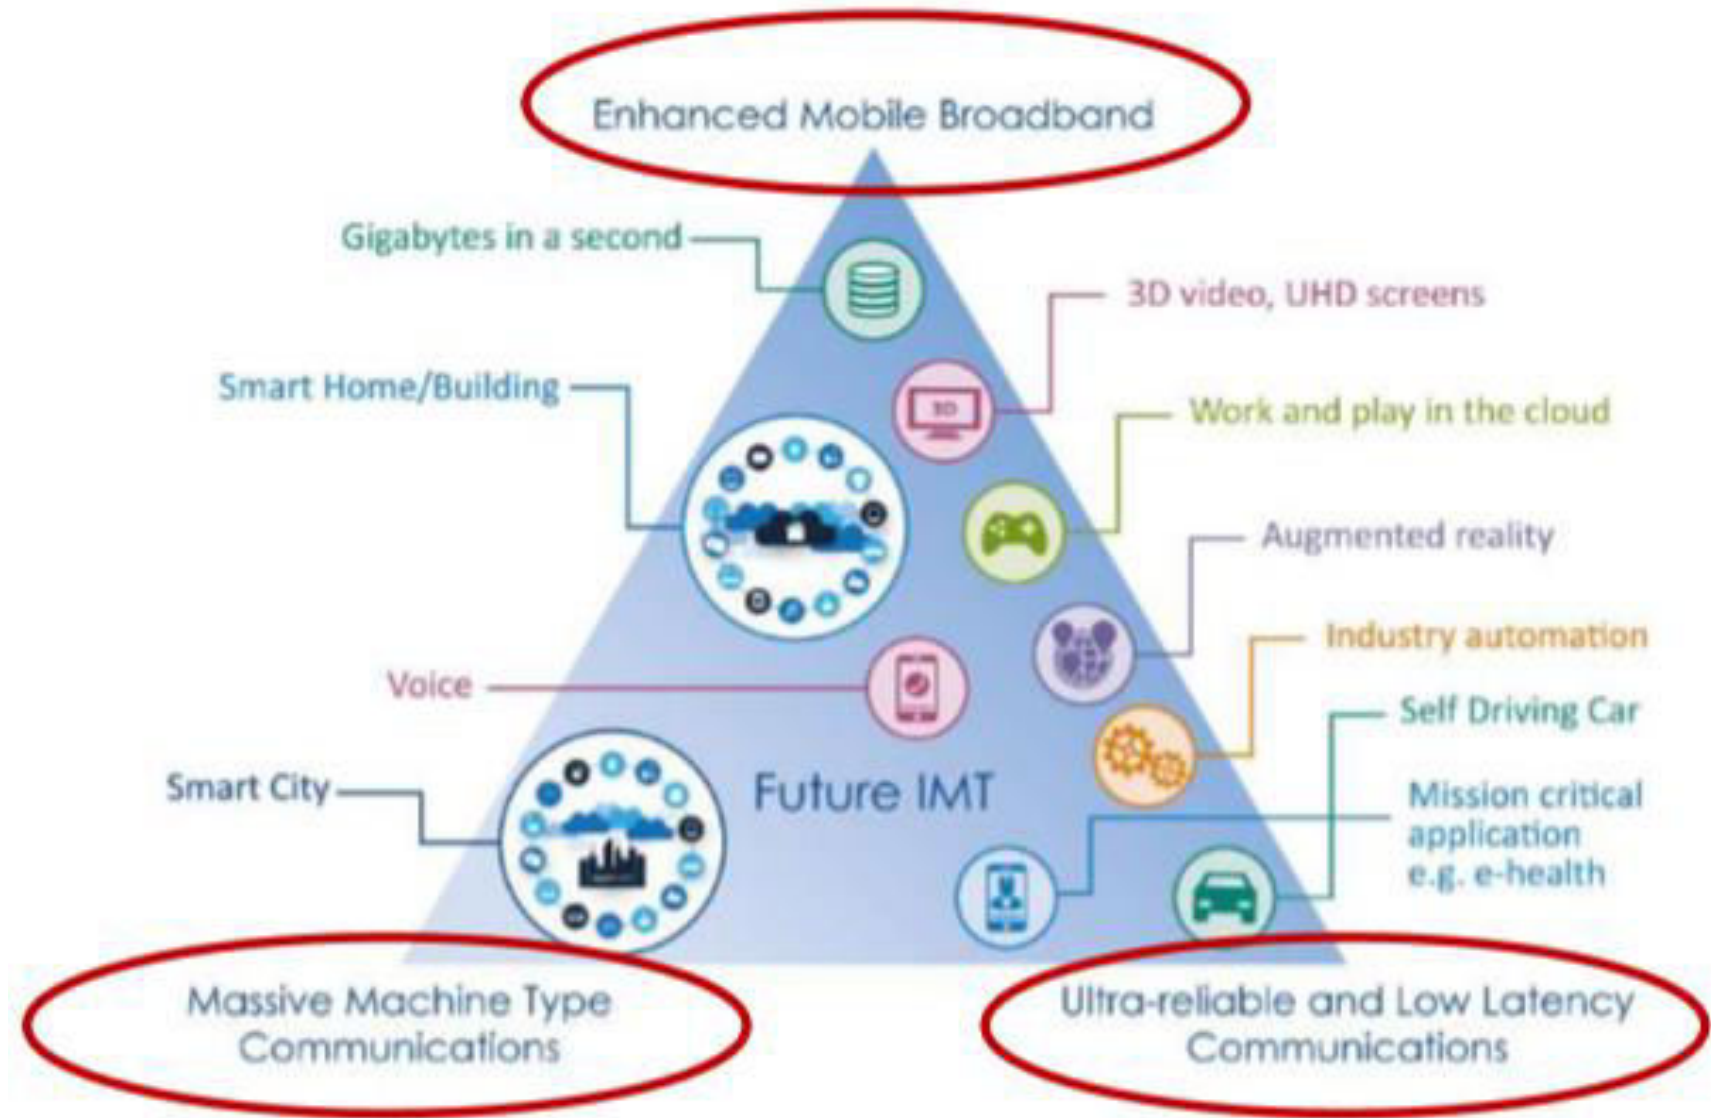 Enhanced Mobile Broadband
Gigabytes in a second
3D video, UHD screens
Smart Home/Building
3D
Work and play in the cloud
Augmented reality
Industry automation
Voice
Self Driving Car
Smart City
Future IMT
Mission critical
application
e.g. e-health
Massive Machine Type
Communications
Ultra-reliable and Low Latency
Communications